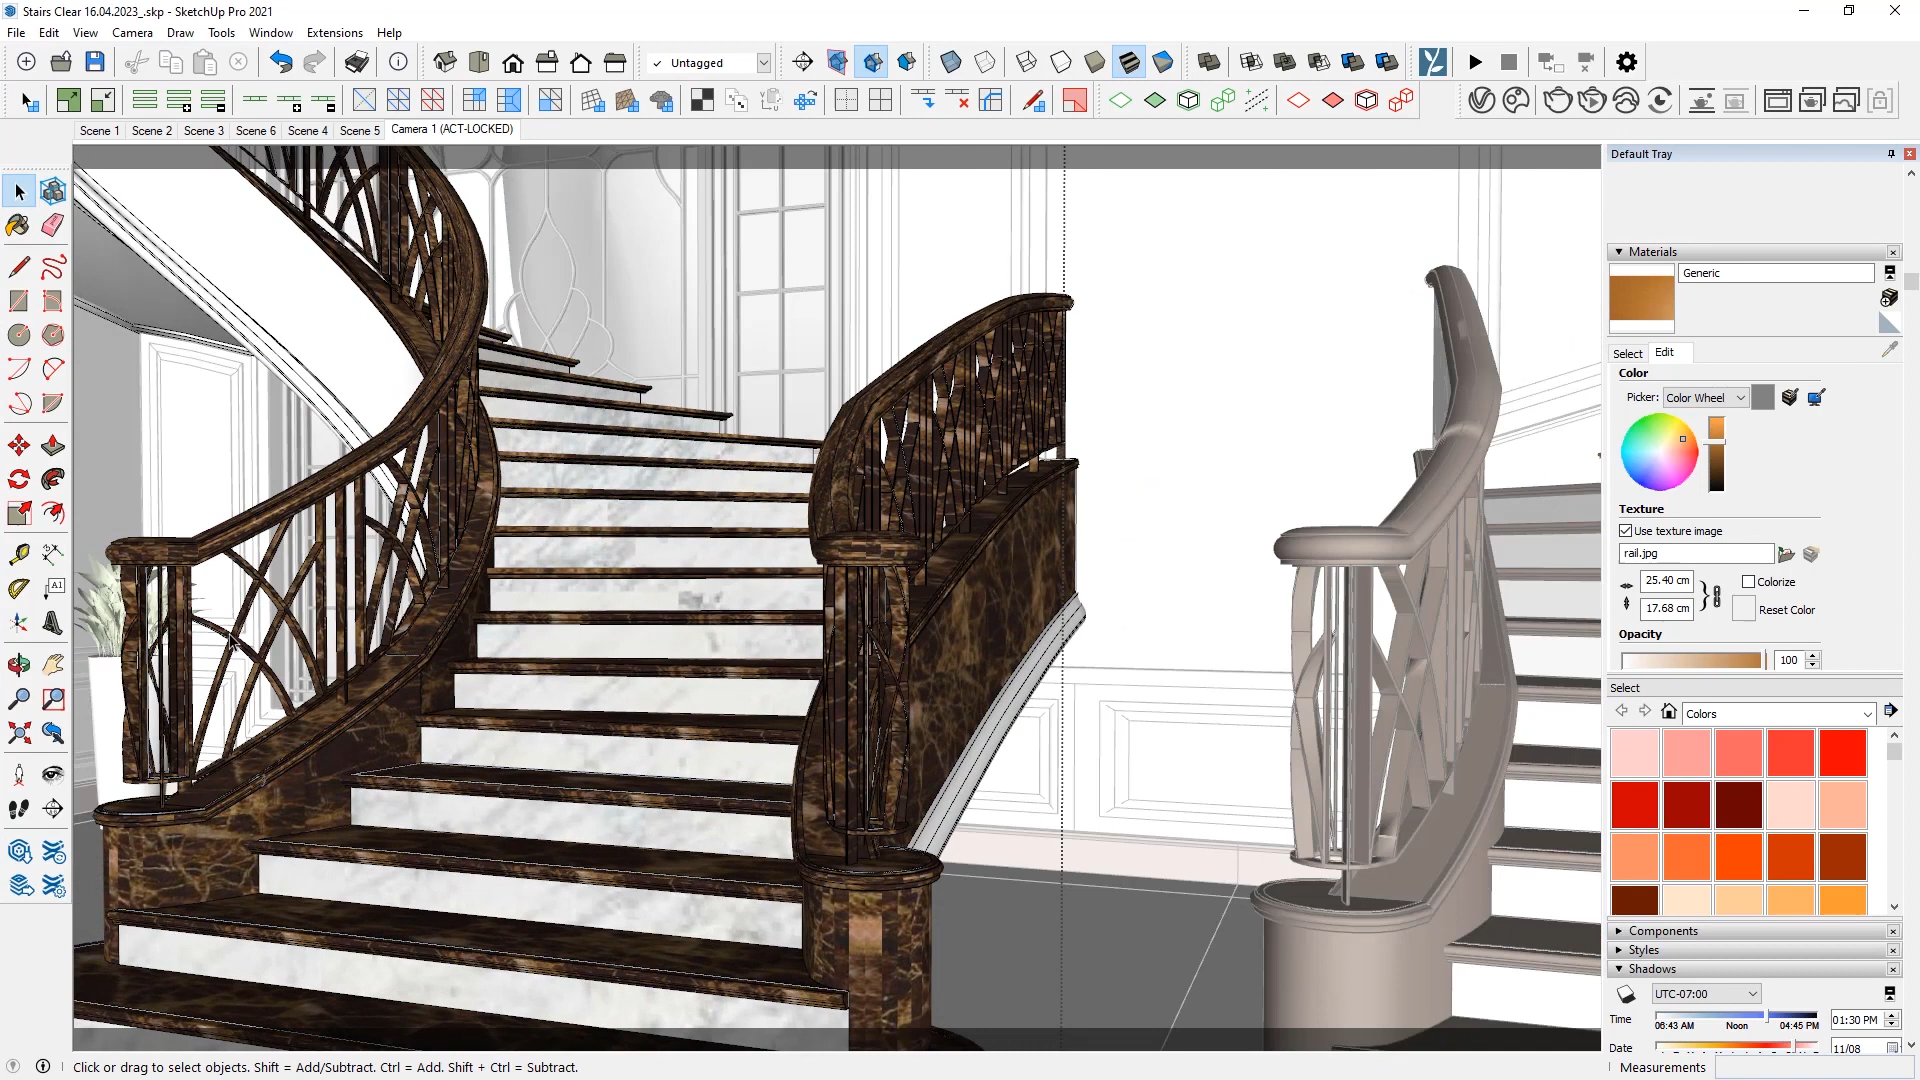 Stairs Clear 16.04.2023_.skp - SketchUp Pro 2021
File Edit View Camera Draw Tools Window Extensions Help
✓ Untagged
Scene 1 Scene 2 Scene 3 Scene 6 Scene 4 Scene 5 Camera 1 (ACT-LOCKED)
Default Tray
Materials
Generic
Select Edit
Color
Picker: Color Wheel
Texture
Use texture image
rail.jpg
25.40 cm Colorize
17.68 cm Reset Color
Opacity
100
Select
Colors
Components
Styles
Shadows
UTC-07:00
Time 06:43 AM Noon 04:45 PM 01:30 PM
Date 11/08
A1
Click or drag to select objects. Shift = Add/Subtract. Ctrl = Add. Shift + Ctrl = Subtract.
Measurements